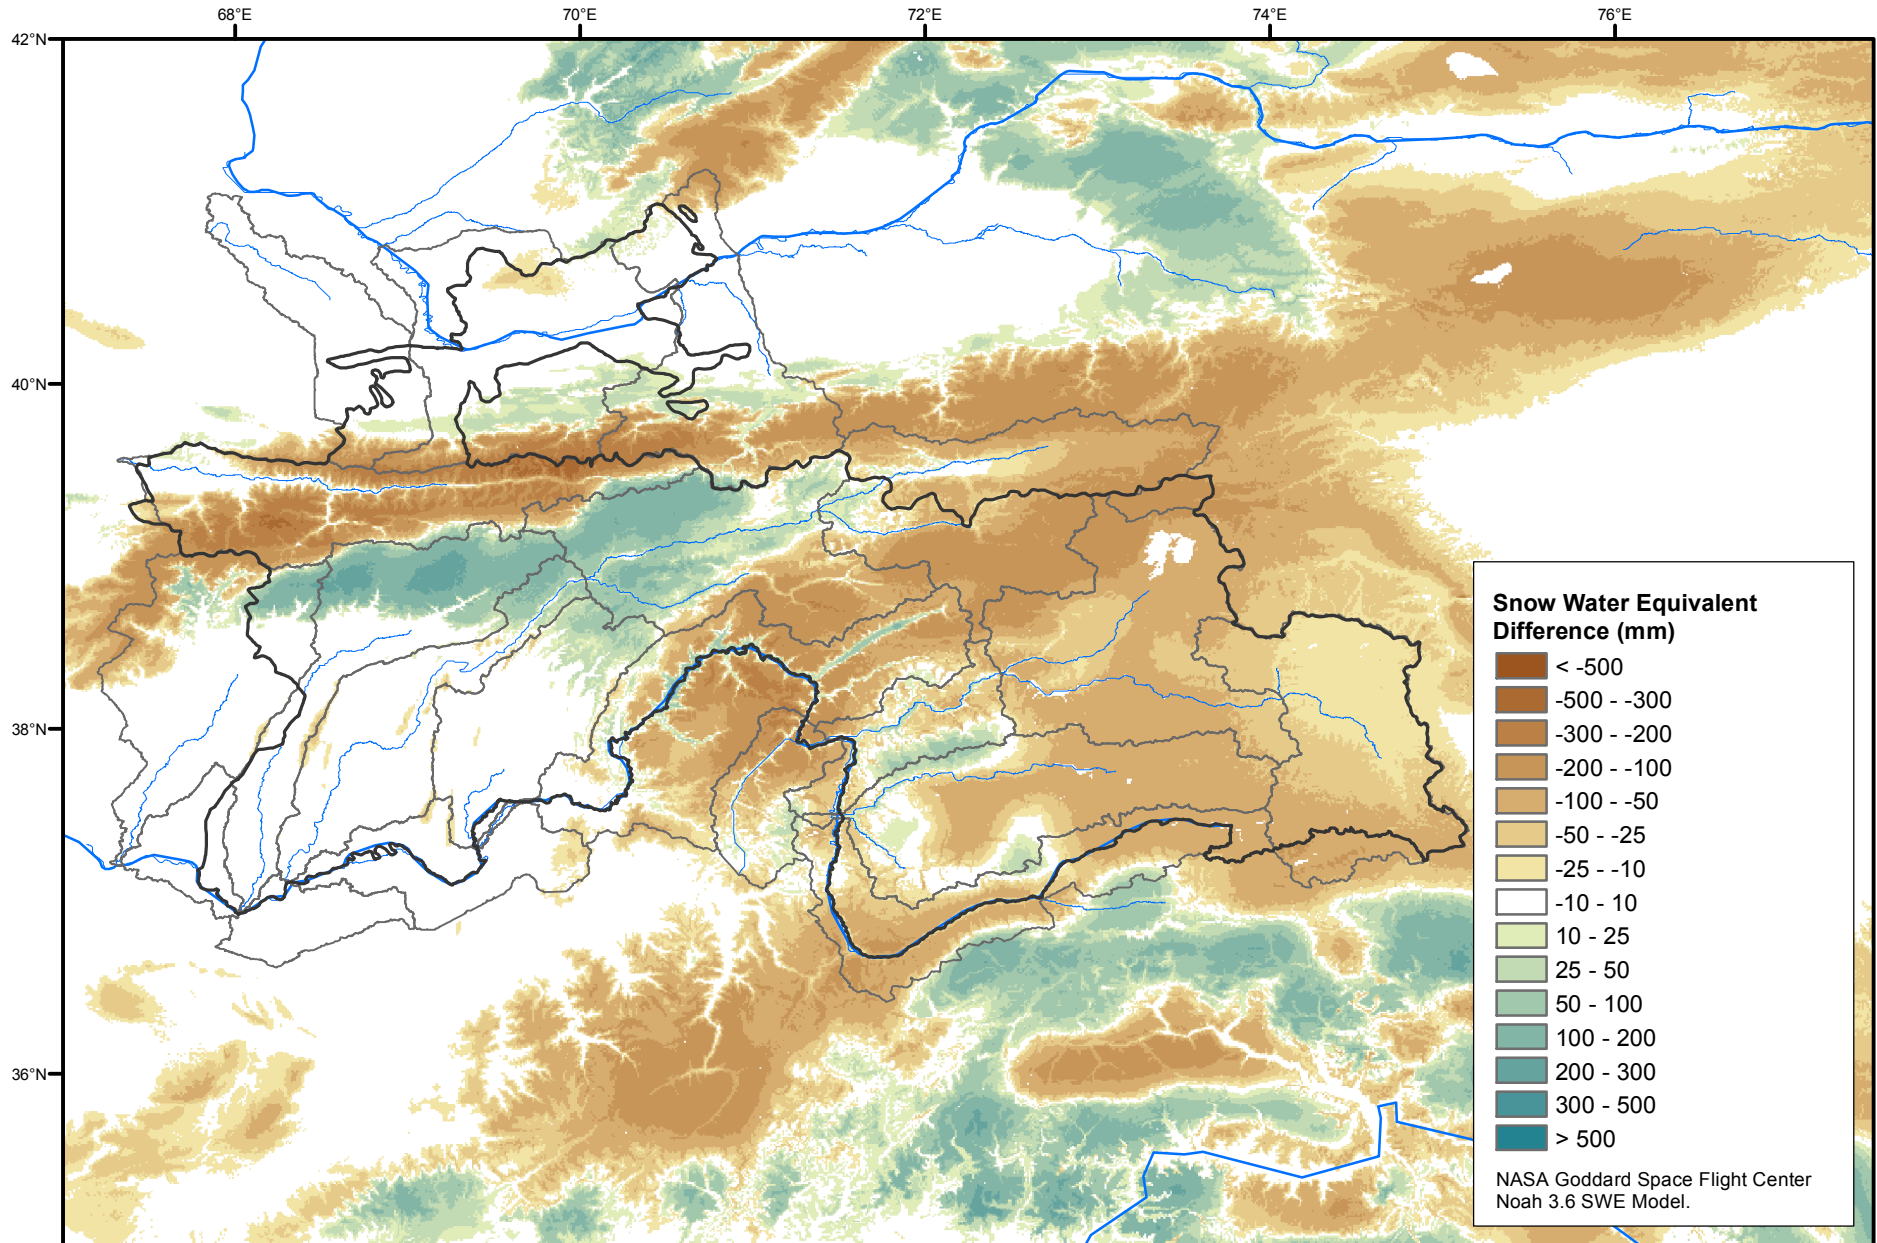 68°E 70°E 72°E 74°E 76°E
42°N
40°N
38°N
36°N
Snow Water Equivalent
Difference (mm)
< -500
-500 - -300
-300 - -200
-200 - -100
-100 - -50
-50 - -25
-25 - -10
-10 - 10
10 - 25
25 - 50
50 - 100
100 - 200
200 - 300
300 - 500
> 500
NASA Goddard Space Flight Center
Noah 3.6 SWE Model.